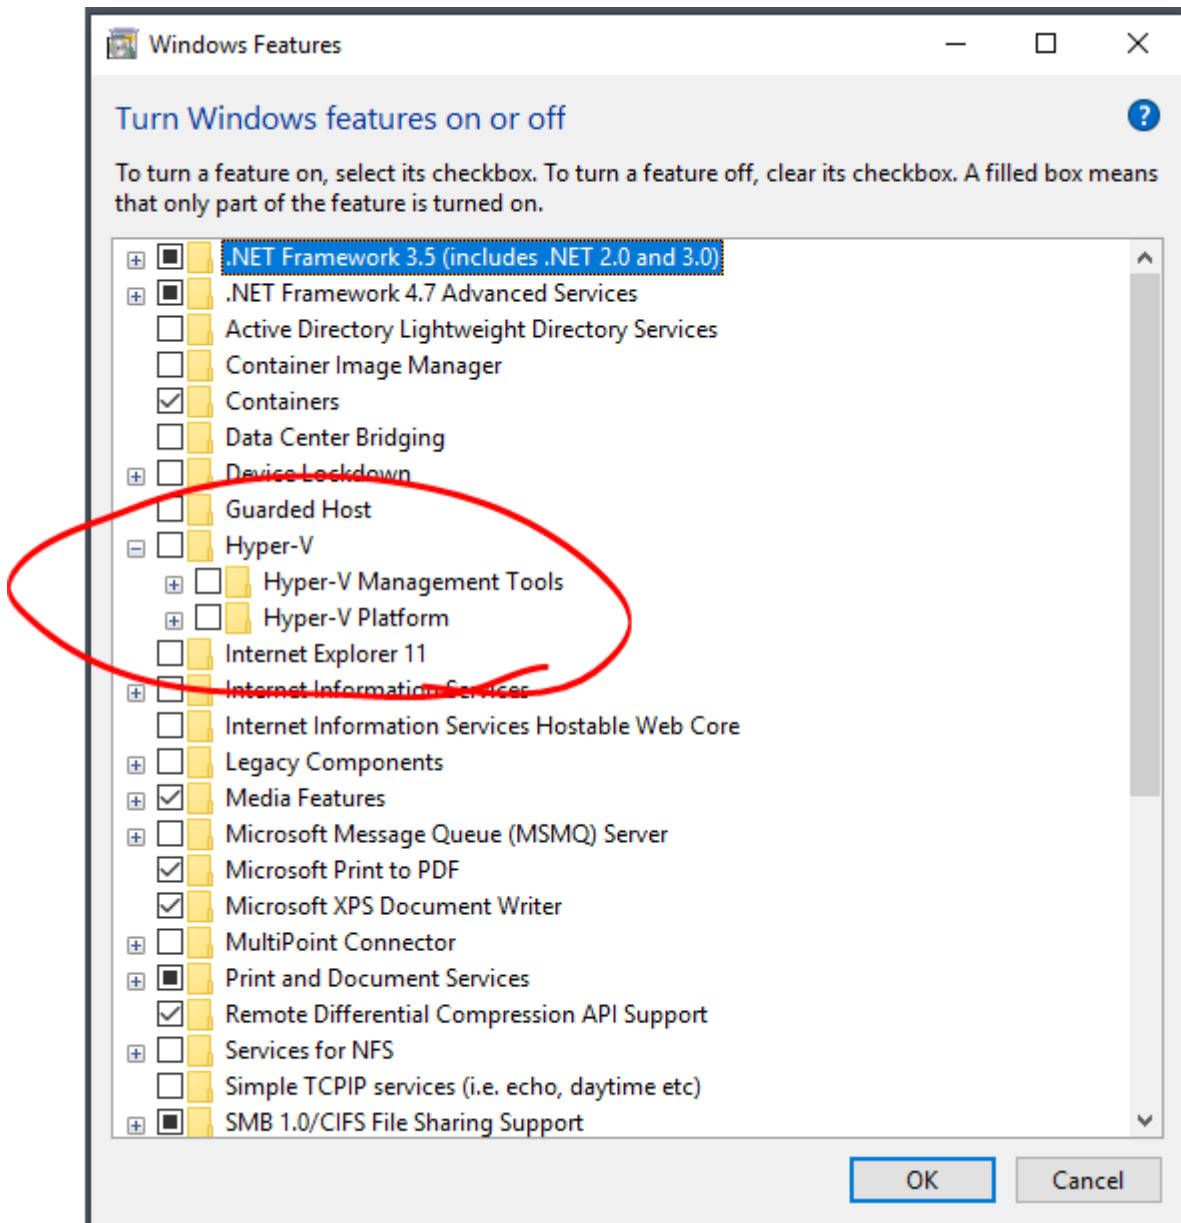 Windows Features
Turn Windows features on or off
To turn a feature on, select its checkbox. To turn a feature off, clear its checkbox. A filled box means
that only part of the feature is turned on.
.NET Framework 3.5 (includes .NET 2.0 and 3.0)
.NET Framework 4.7 Advanced Services
Active Directory Lightweight Directory Services
Container Image Manager
Containers
Data Center Bridging
Device Lockdown
Guarded Host
Hyper-V
Hyper-V Management Tools
Hyper-V Platform
Internet Explorer 11
Internet Information Services
Internet Information Services Hostable Web Core
Legacy Components
Media Features
Microsoft Message Queue (MSMQ) Server
Microsoft Print to PDF
Microsoft XPS Document Writer
MultiPoint Connector
Print and Document Services
Remote Differential Compression API Support
Services for NFS
Simple TCPIP services (i.e. echo, daytime etc)
SMB 1.0/CIFS File Sharing Support
OK Cancel